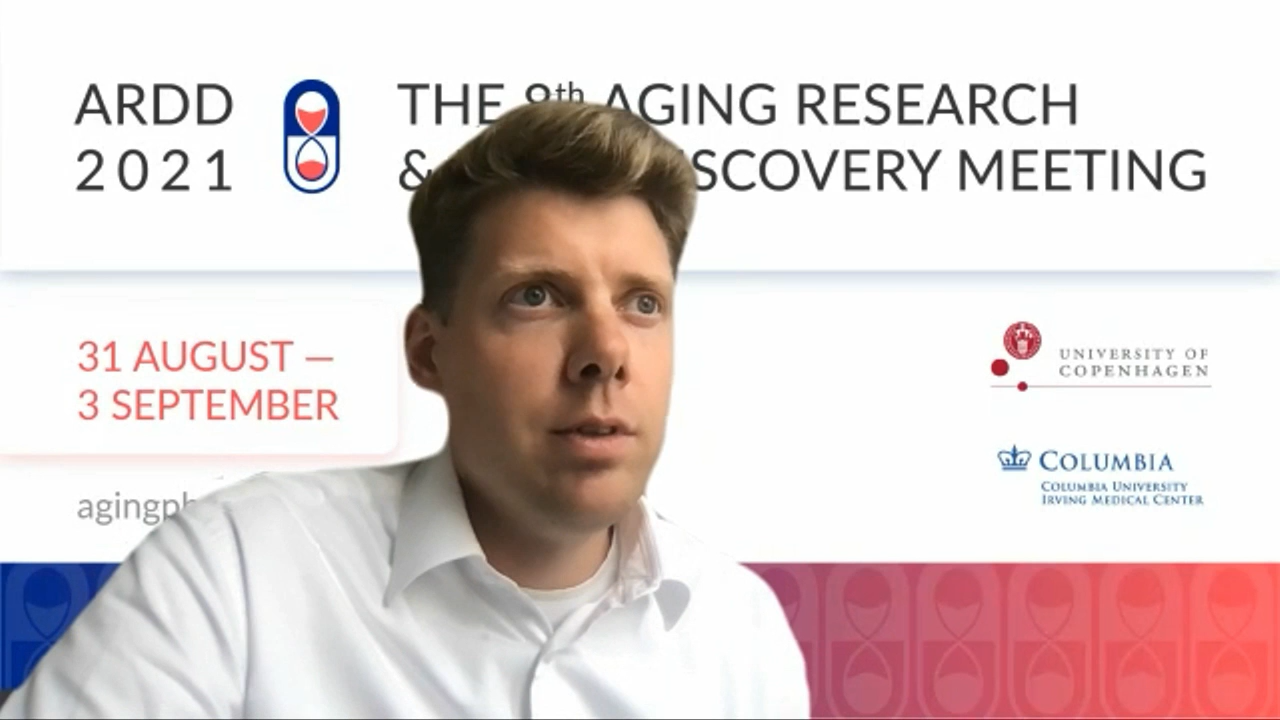 ARDD
2021
THE 8th AGING RESEARCH
& SCOVERY MEETING
31 AUGUST —
3 SEPTEMBER
agingph
UNIVERSITY OF
COPENHAGEN
COLUMBIA
COLUMBIA UNIVERSITY
IRVING MEDICAL CENTER